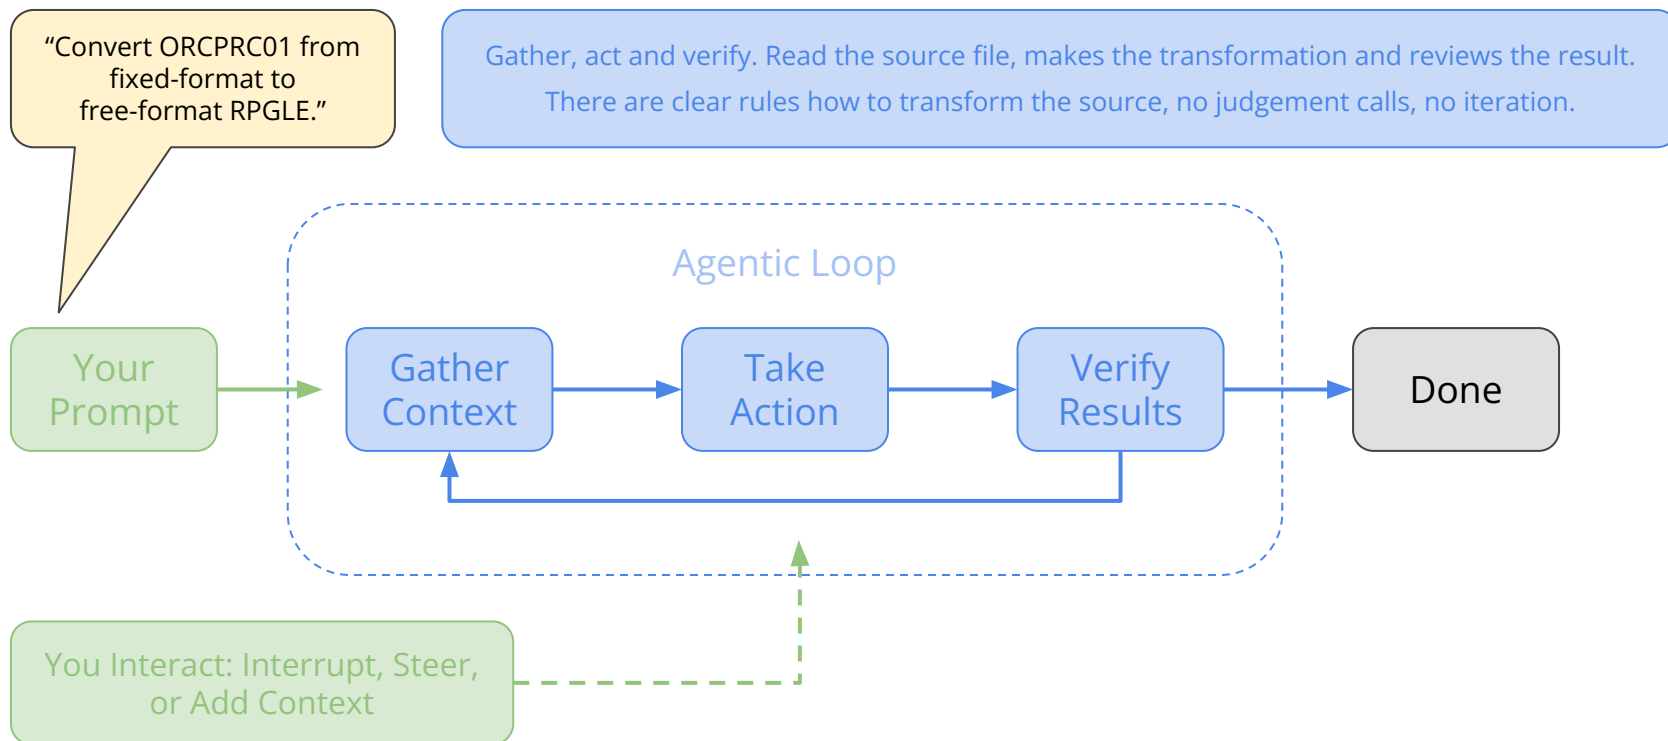 “Convert ORCPRC01 from
fixed-format to
free-format RPGLE.”
Gather, act and verify. Read the source file, makes the transformation and reviews the result.
There are clear rules how to transform the source, no judgement calls, no iteration.
Agentic Loop
Your
Prompt
Gather
Context
Take
Action
Verify
Results
Done
You Interact: Interrupt, Steer,
or Add Context